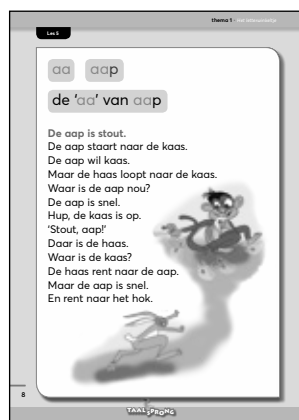 thema 1 - Het letterwinkeltje
Les 5
aa aap
de 'aa' van aap
De aap is stout.
De aap staart naar de kaas.
De aap wil kaas.
Maar de haas loopt naar de kaas.
Waar is de aap nou?
De aap is snel.
Hup, de kaas is op.
'Stout, aap!'
Daar is de haas.
Waar is de kaas?
De haas rent naar de aap.
Maar de aap is snel.
En rent naar het hok.
8
TAALSPRONG